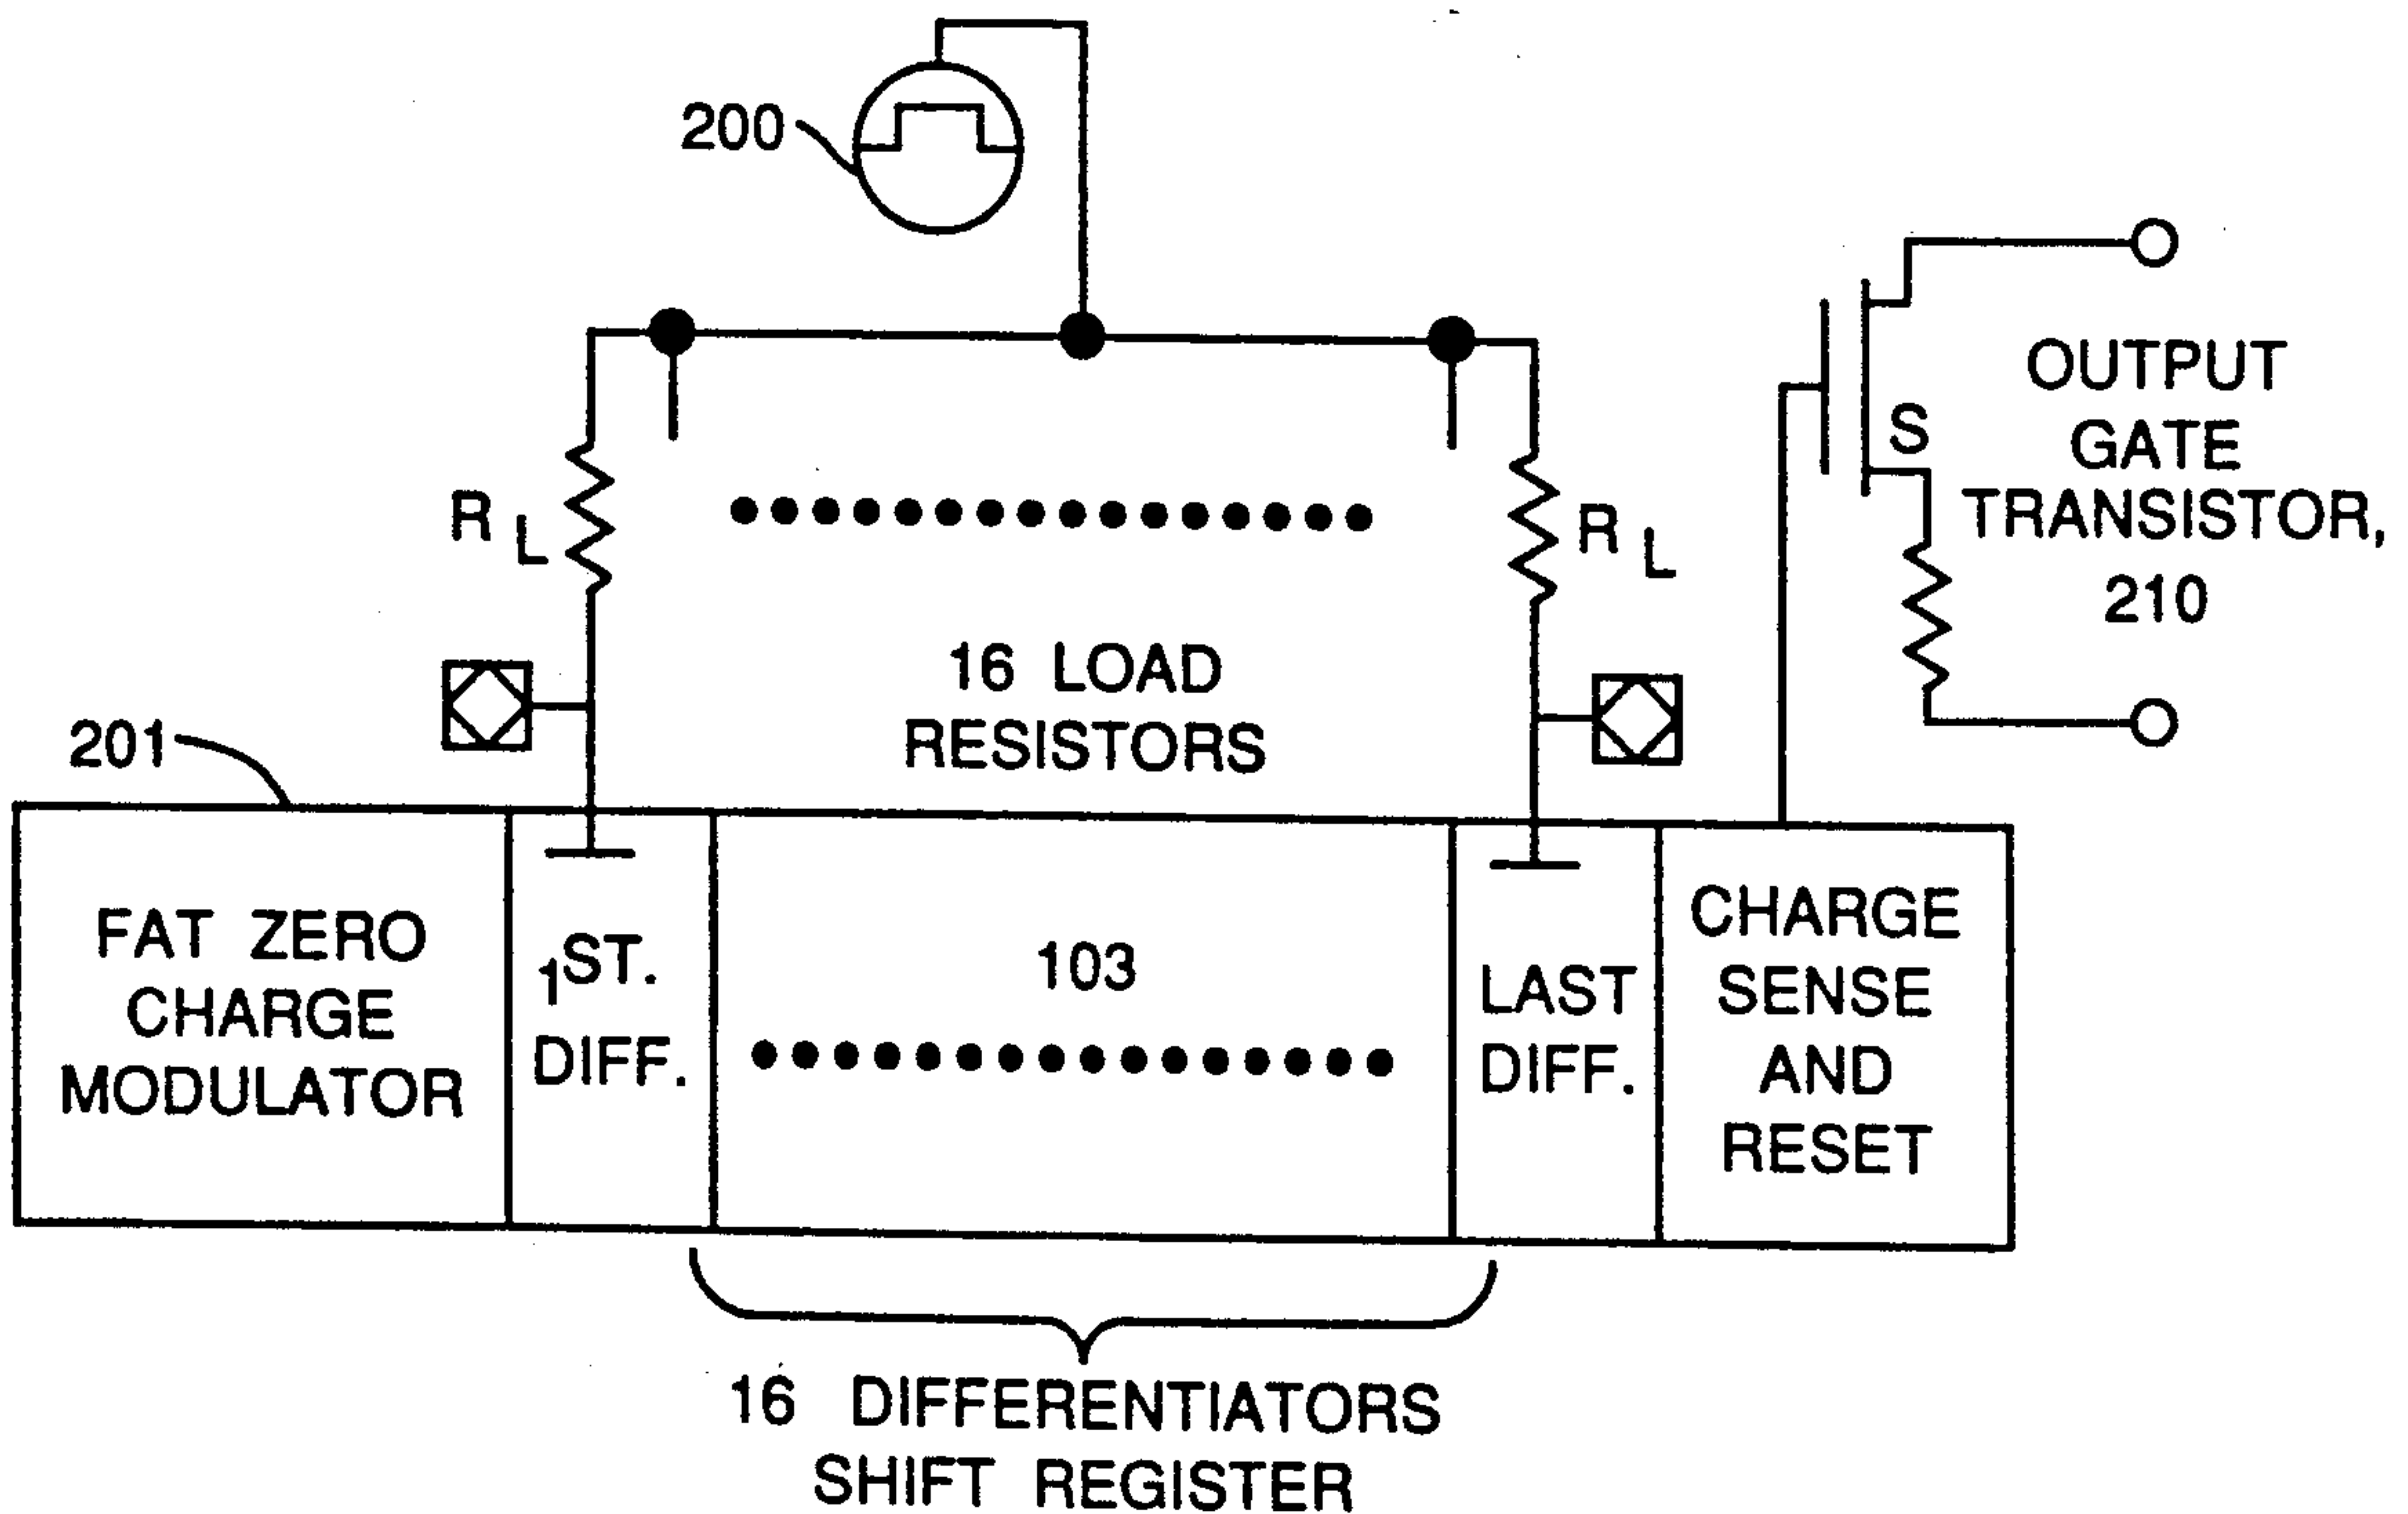 200
OUTPUT
GATE
TRANSISTOR,
210
S
R L
R L
16 LOAD
RESISTORS
201
FAT ZERO
CHARGE
MODULATOR
1ST.
DIFF.
103
LAST
DIFF.
CHARGE
SENSE
AND
RESET
16 DIFFERENTIATORS
SHIFT REGISTER